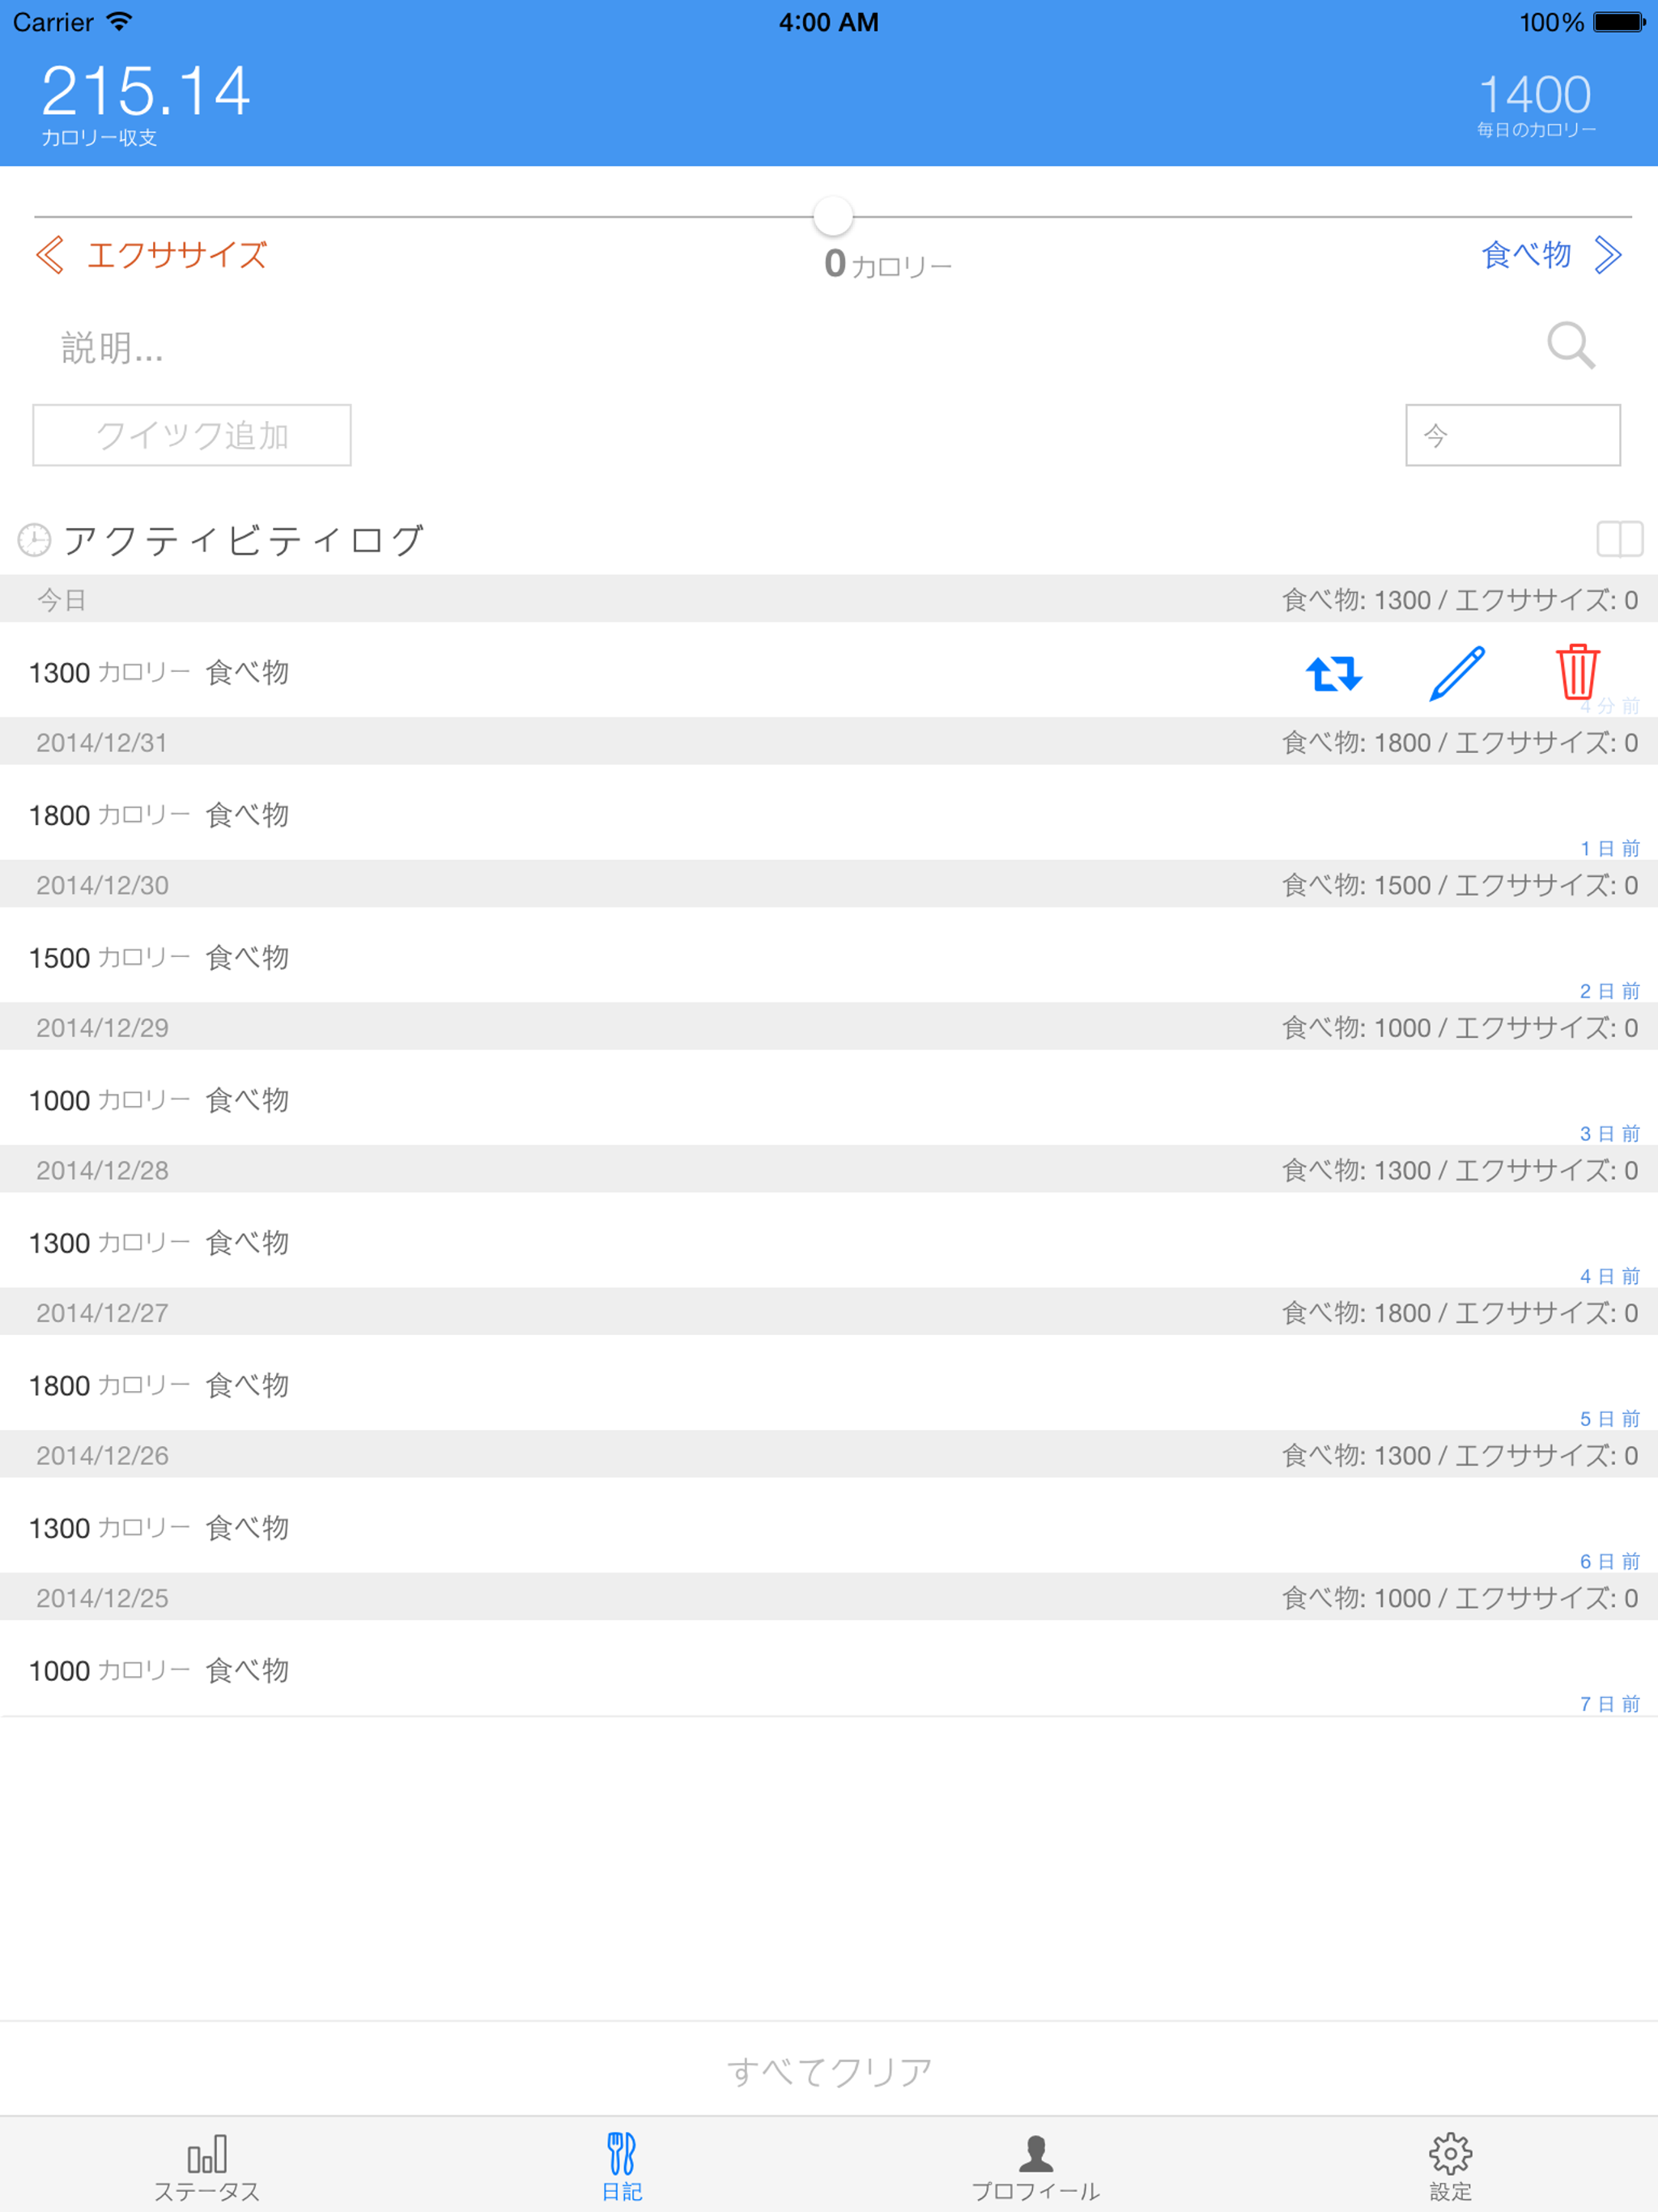 Carrier 4:00 AM 100%
215.14 1400
カロリー収支 毎日のカロリー
エクササイズ 0 カロリー 食べ物
説明...
クイック追加 今
アクティビティログ
今日 食べ物: 1300 / エクササイズ: 0
1300 カロリー 食べ物
4 分 前
2014/12/31 食べ物: 1800 / エクササイズ: 0
1800 カロリー 食べ物
1 日 前
2014/12/30 食べ物: 1500 / エクササイズ: 0
1500 カロリー 食べ物
2 日 前
2014/12/29 食べ物: 1000 / エクササイズ: 0
1000 カロリー 食べ物
3 日 前
2014/12/28 食べ物: 1300 / エクササイズ: 0
1300 カロリー 食べ物
4 日 前
2014/12/27 食べ物: 1800 / エクササイズ: 0
1800 カロリー 食べ物
5 日 前
2014/12/26 食べ物: 1300 / エクササイズ: 0
1300 カロリー 食べ物
6 日 前
2014/12/25 食べ物: 1000 / エクササイズ: 0
1000 カロリー 食べ物
7 日 前
すべてクリア
ステータス 日記 プロフィール 設定